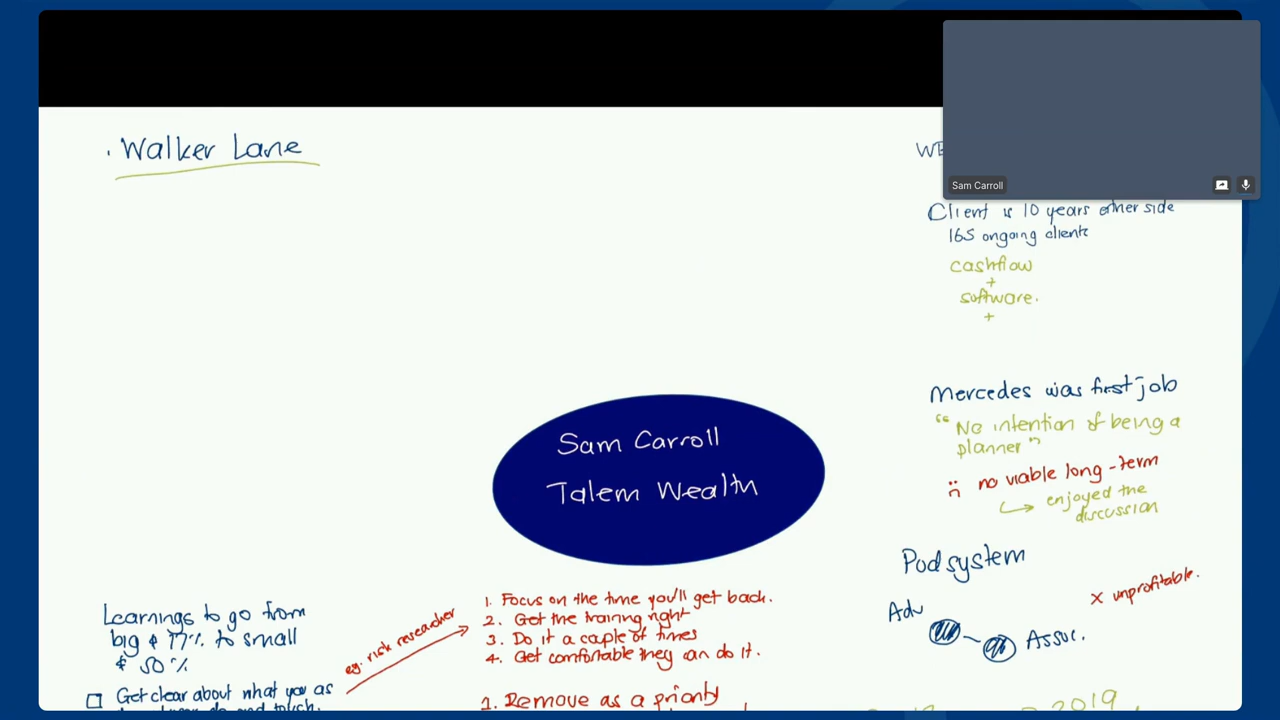 . Walker Lane
WE
Sam Carroll
Client is 10 years either side
165 ongoing clients
cashflow
+
software.
+
Mercedes was first job
"No intention of being a
planner"
no viable long-term
enjoyed the
discussion
Sam Carroll
Talem Wealth
Pod system
x unprofitable.
Adv
Assoc.
Learnings to go from
big & 77% to small
& 50%
eg. risk researcher
1. Focus on the time you'll get back.
2. Get the training right
3. Do it a couple of times
4. Get comfortable they can do it.
Get clear about what you as
1. Remove as a priority
2019